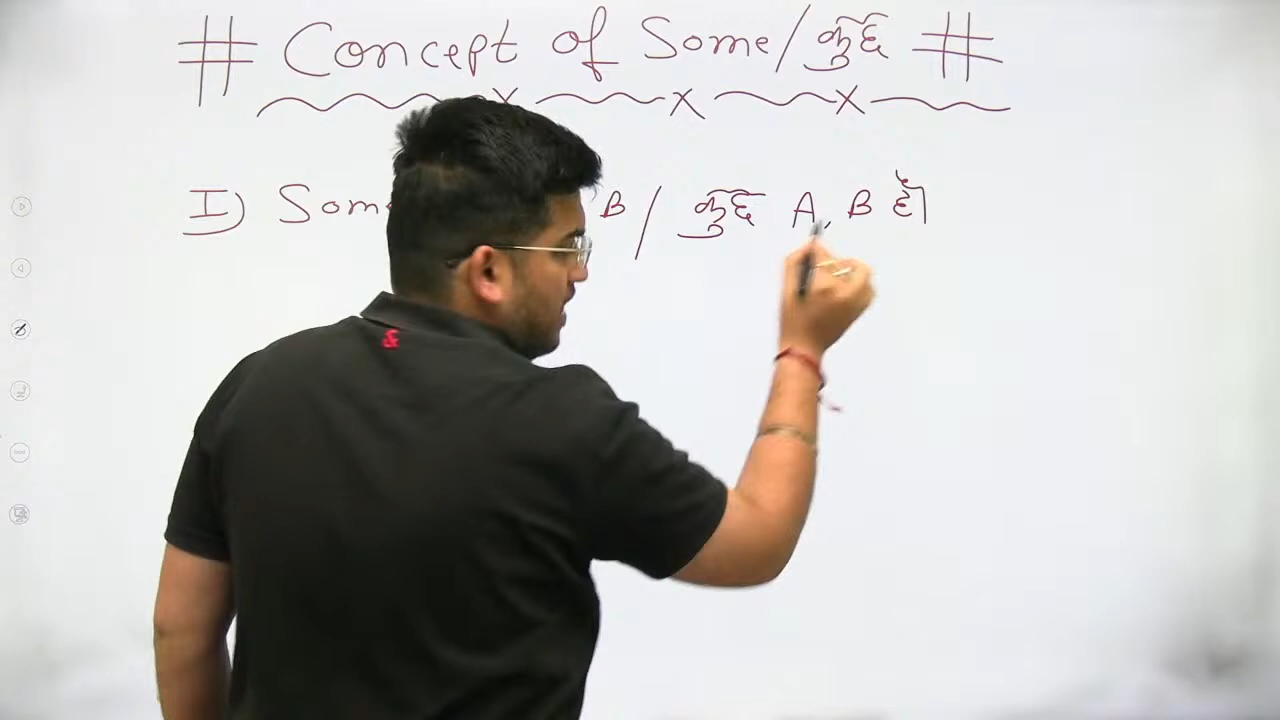 # Concept of Some/कुछ #
I) Som B / कुछ A, B हैं।